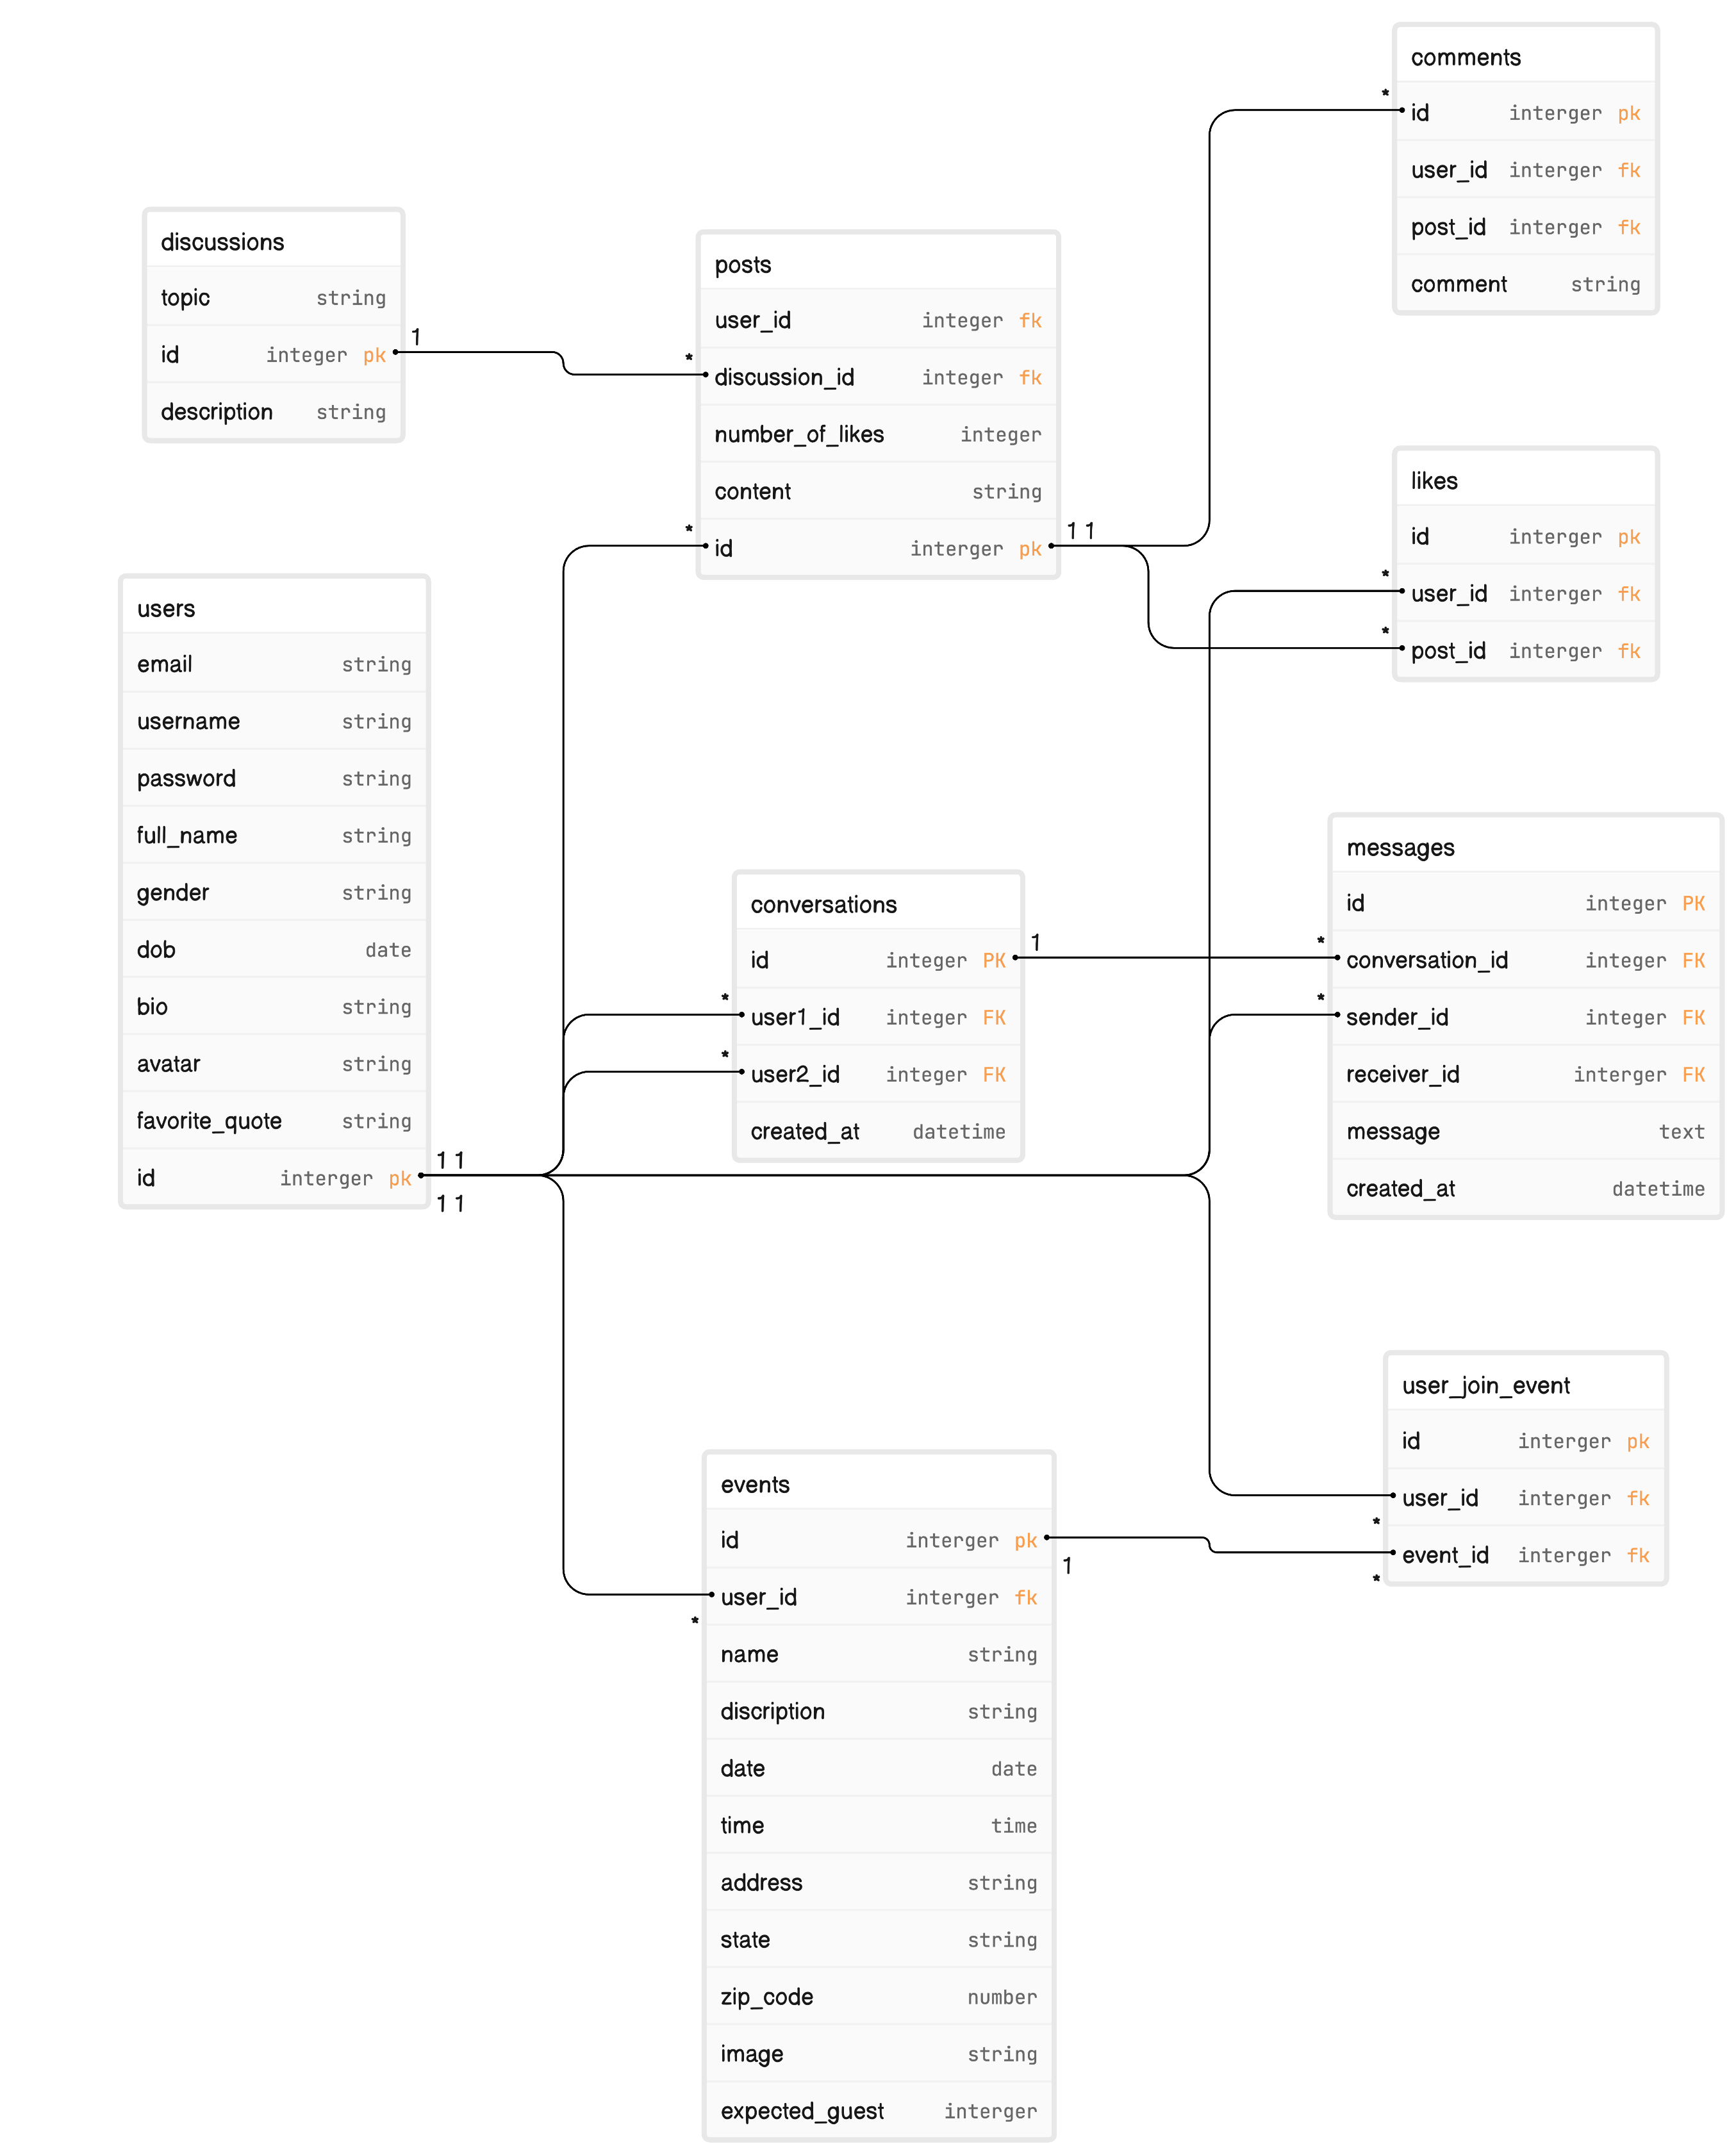 comments
id interger pk
user_id interger fk
post_id interger fk
comment string
discussions
topic string
id integer pk
description string
1
posts
user_id integer fk
discussion_id integer fk
number_of_likes integer
content string
id interger pk
*
*
1 1
*
likes
id interger pk
user_id interger fk
post_id interger fk
*
*
users
email string
username string
password string
full_name string
gender string
dob date
bio string
avatar string
favorite_quote string
id interger pk
1 1
1 1
conversations
id integer PK
user1_id integer FK
user2_id integer FK
created_at datetime
*
*
1
messages
id integer PK
conversation_id integer FK
sender_id integer FK
receiver_id interger FK
message text
created_at datetime
*
*
user_join_event
id interger pk
user_id interger fk
event_id interger fk
*
*
events
id interger pk
user_id interger fk
name string
discription string
date date
time time
address string
state string
zip_code number
image string
expected_guest interger
1
*